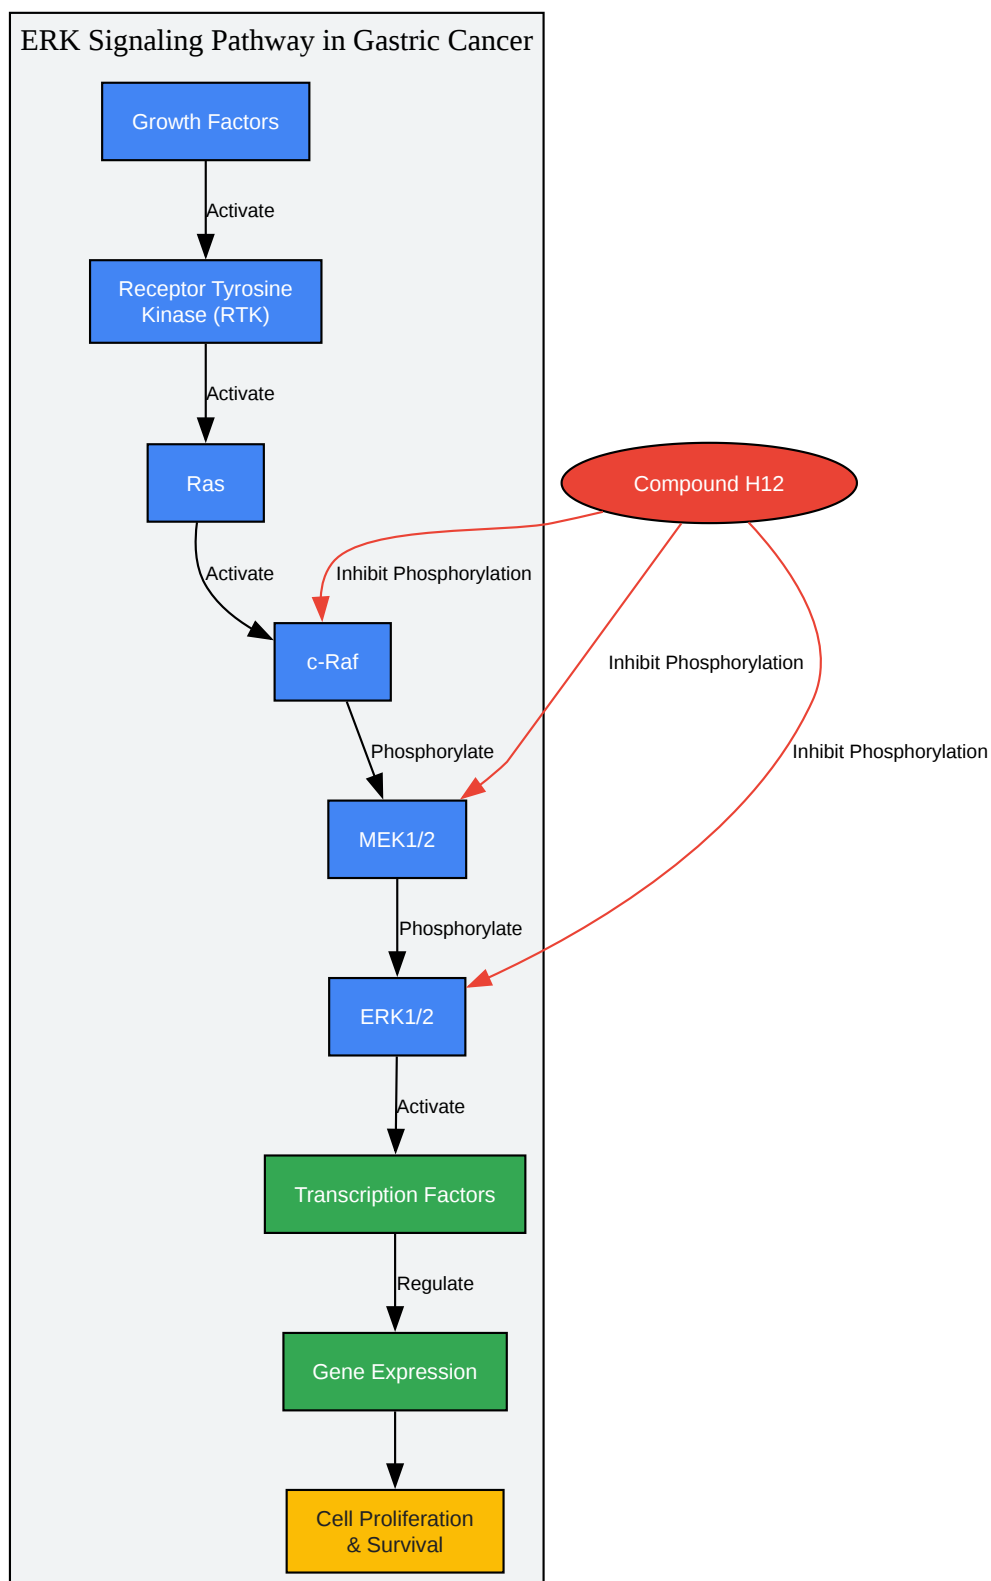 ERK Signaling Pathway in Gastric Cancer
Growth Factors
Activate
Receptor Tyrosine
Kinase (RTK)
Activate
Ras
Compound H12
Activate
Inhibit Phosphorylation
c-Raf
Inhibit Phosphorylation
Phosphorylate
Inhibit Phosphorylation
MEK1/2
Phosphorylate
ERK1/2
Activate
Transcription Factors
Regulate
Gene Expression
Cell Proliferation
& Survival